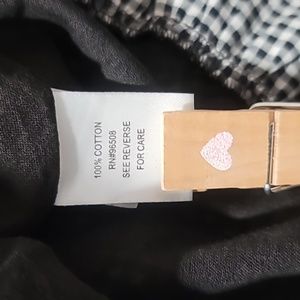 100% COTTON
RN#96508
SEE REVERSE
FOR CARE